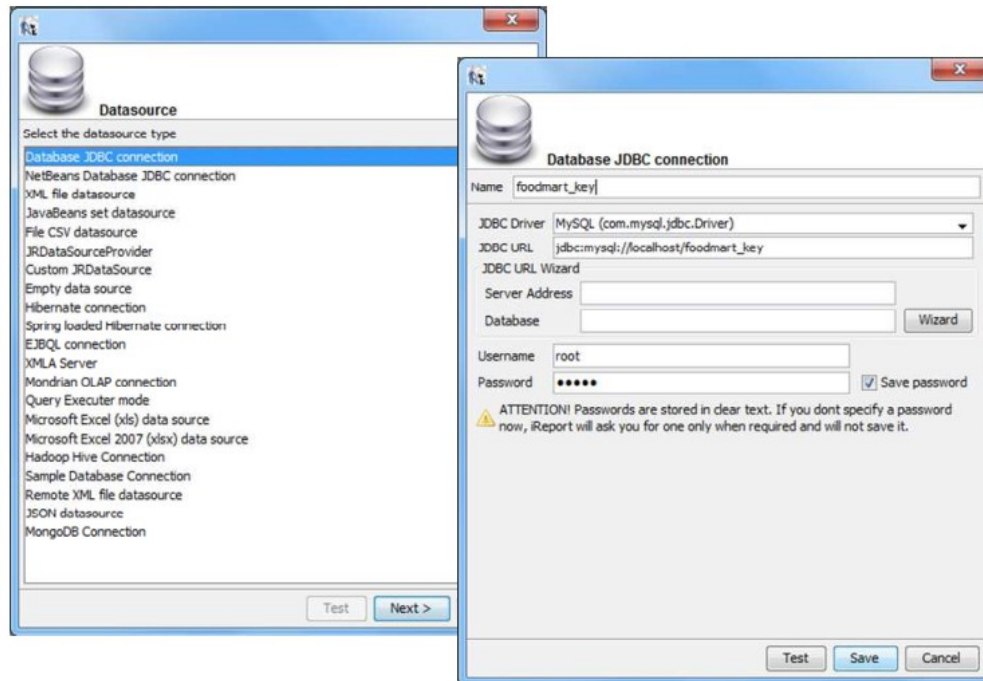 Datasource
Select the datasource type
Database JDBC connection
NetBeans Database JDBC connection
XML file datasource
JavaBeans set datasource
File CSV datasource
JRDataSourceProvider
Custom JRDataSource
Empty data source
Hibernate connection
Spring loaded Hibernate connection
EJBQL connection
XMLA Server
Mondrian OLAP connection
Query Executer mode
Microsoft Excel (xls) data source
Microsoft Excel 2007 (xlsx) data source
Hadoop Hive Connection
Sample Database Connection
Remote XML file datasource
JSON datasource
MongoDB Connection
Test Next >
Database JDBC connection
Name foodmart_key
JDBC Driver MySQL (com.mysql.jdbc.Driver)
JDBC URL jdbc:mysql://localhost/foodmart_key
JDBC URL Wizard
Server Address
Database Wizard
Username root
Password ••••• Save password
ATTENTION! Passwords are stored in clear text. If you dont specify a password
now, iReport will ask you for one only when required and will not save it.
Test Save Cancel